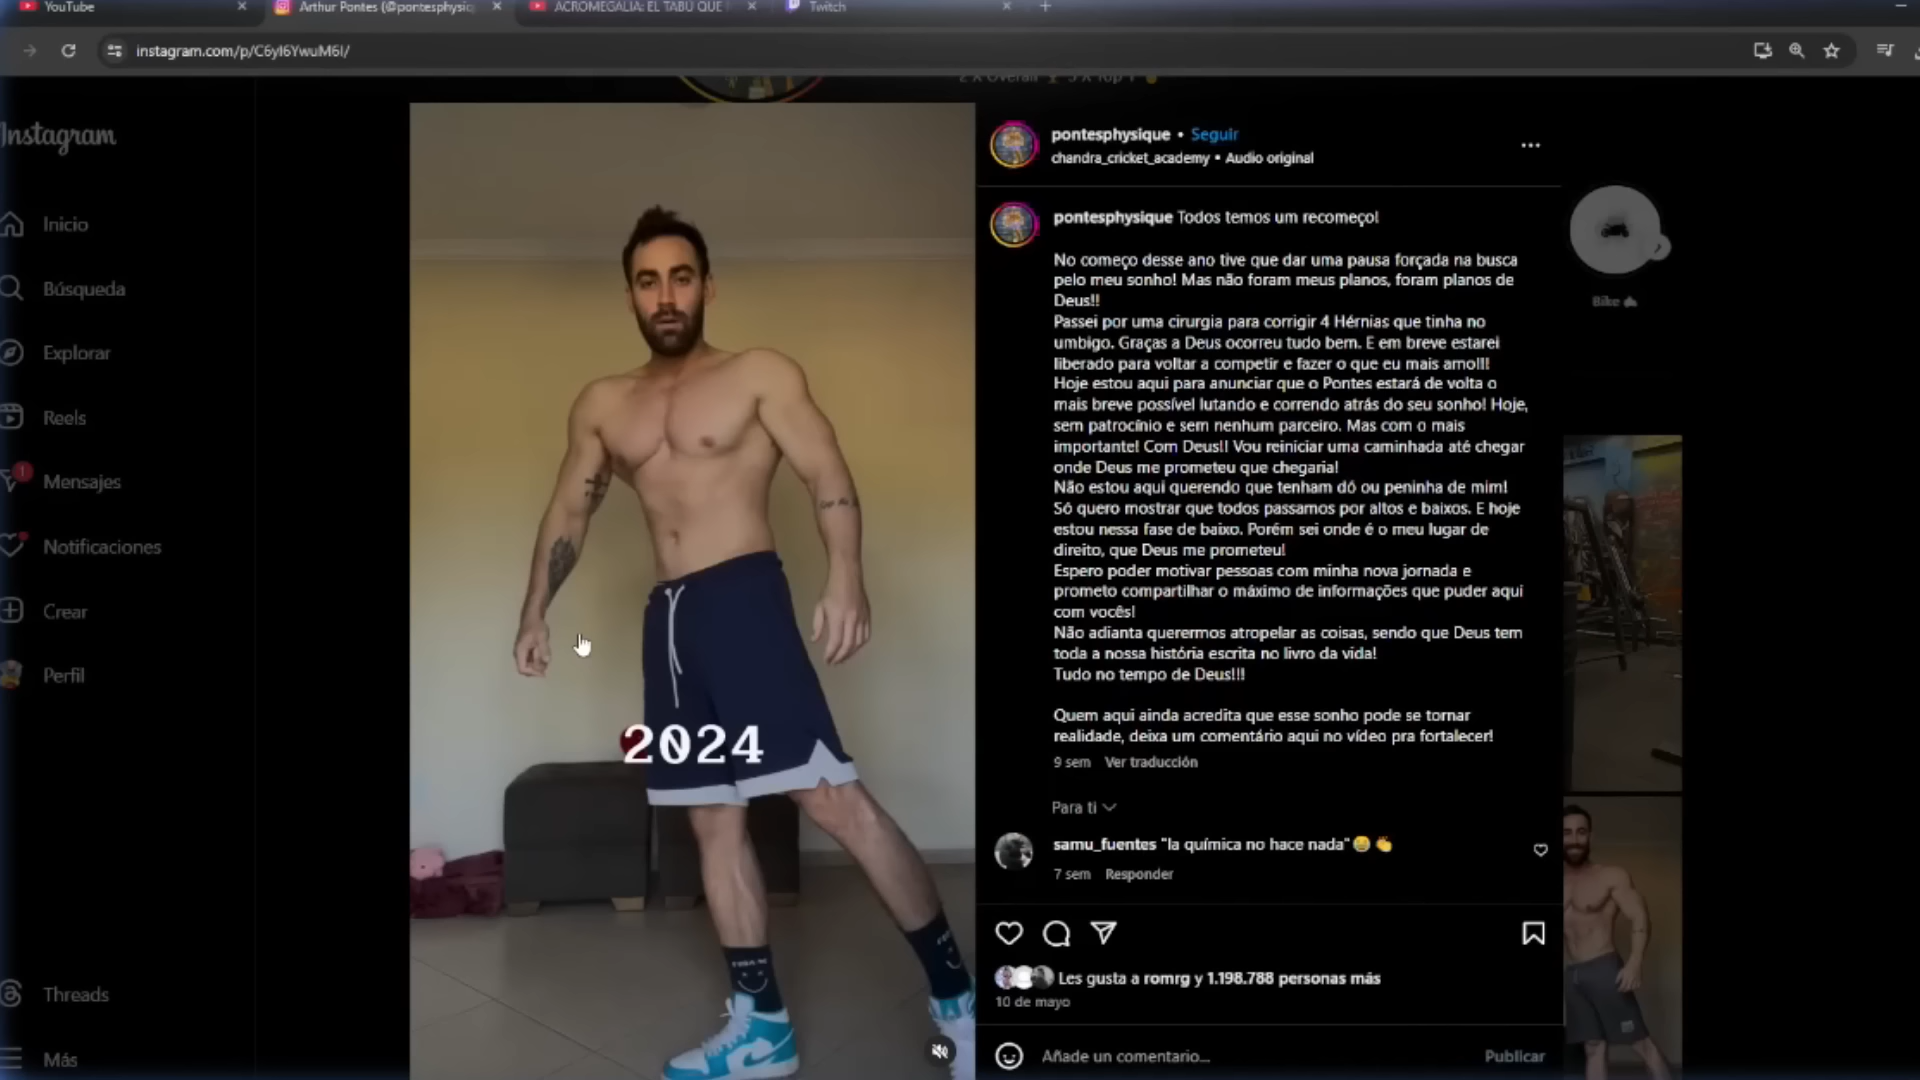 YouTube
Arthur Pontes (@pontesphysiq
ACROMEGALIA: EL TABÚ QUE
Twitch
instagram.com/p/C6yI6YwuM6I/
Instagram
Inicio
Búsqueda
Explorar
Reels
1
Mensajes
Notificaciones
Crear
Perfil
Threads
Más
2024
pontesphysique • Seguir
chandra_cricket_academy • Audio original
pontesphysique Todos temos um recomeço!
No começo desse ano tive que dar uma pausa forçada na busca
pelo meu sonho! Mas não foram meus planos, foram planos de
Deus!!
Passei por uma cirurgia para corrigir 4 Hérnias que tinha no
umbigo. Graças a Deus ocorreu tudo bem. E em breve estarei
liberado para voltar a competir e fazer o que eu mais amo!!!
Hoje estou aqui para anunciar que o Pontes estará de volta o
mais breve possível lutando e correndo atrás do seu sonho! Hoje,
sem patrocínio e sem nenhum parceiro. Mas com o mais
importante! Com Deus!! Vou reiniciar uma caminhada até chegar
onde Deus me prometeu que chegaria!
Não estou aqui querendo que tenham dó ou peninha de mim!
Só quero mostrar que todos passamos por altos e baixos. E hoje
estou nessa fase de baixo. Porém sei onde é o meu lugar de
direito, que Deus me prometeu!
Espero poder motivar pessoas com minha nova jornada e
prometo compartilhar o máximo de informações que puder aqui
com vocês!
Não adianta querermos atropelar as coisas, sendo que Deus tem
toda a nossa história escrita no livro da vida!
Tudo no tempo de Deus!!!
Quem aqui ainda acredita que esse sonho pode se tornar
realidade, deixa um comentário aqui no vídeo pra fortalecer!
9 sem Ver traducción
Para ti
samu_fuentes "la química no hace nada"😂👏
7 sem Responder
Les gusta a romrg y 1.198.788 personas más
10 de mayo
Añade un comentario...
Publicar
Bike